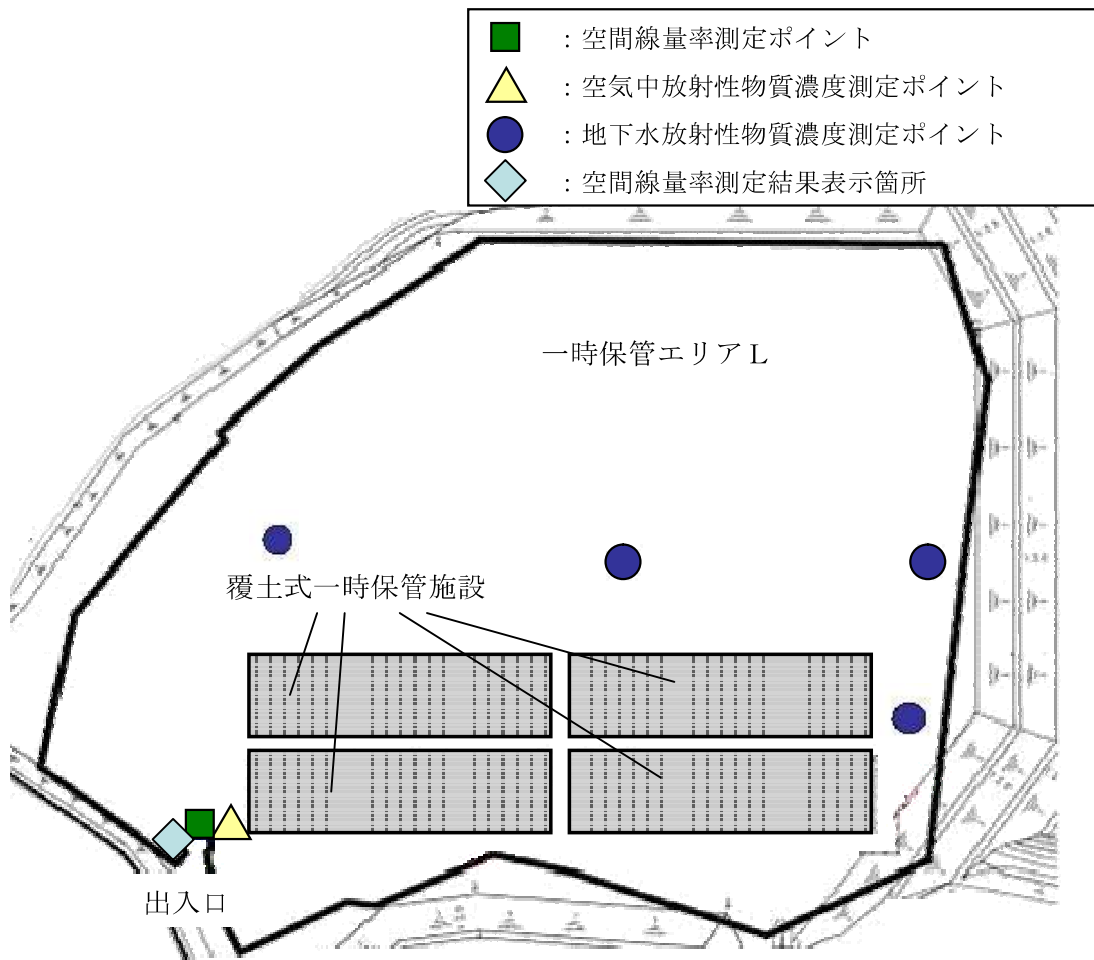 ：空間線量率測定ポイント
：空気中放射性物質濃度測定ポイント
：地下水放射性物質濃度測定ポイント
：空間線量率測定結果表示箇所
一時保管エリアL
覆土式一時保管施設
出入口